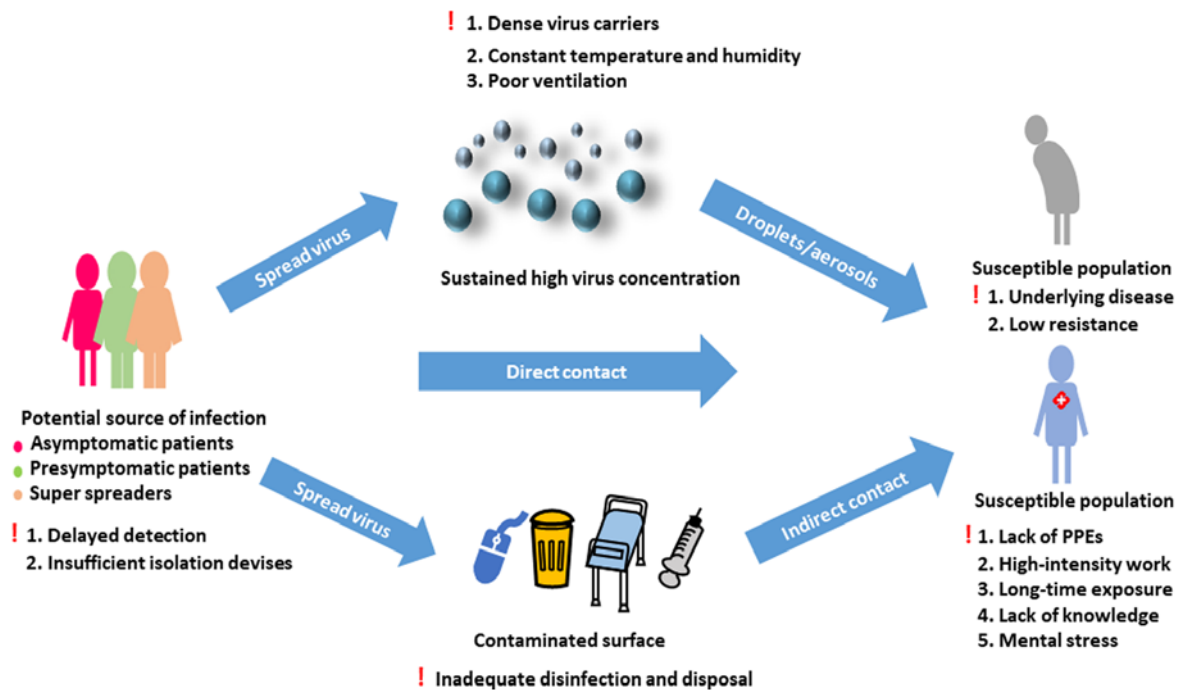 ! 1. Dense virus carriers
2. Constant temperature and humidity
3. Poor ventilation
Spread virus
Sustained high virus concentration
Droplets/aerosols
Susceptible population
! 1. Underlying disease
2. Low resistance
Direct contact
Potential source of infection
Asymptomatic patients
Presymptomatic patients
Super spreaders
! 1. Delayed detection
2. Insufficient isolation devises
Spread virus
Contaminated surface
! Inadequate disinfection and disposal
Indirect contact
Susceptible population
! 1. Lack of PPEs
2. High-intensity work
3. Long-time exposure
4. Lack of knowledge
5. Mental stress